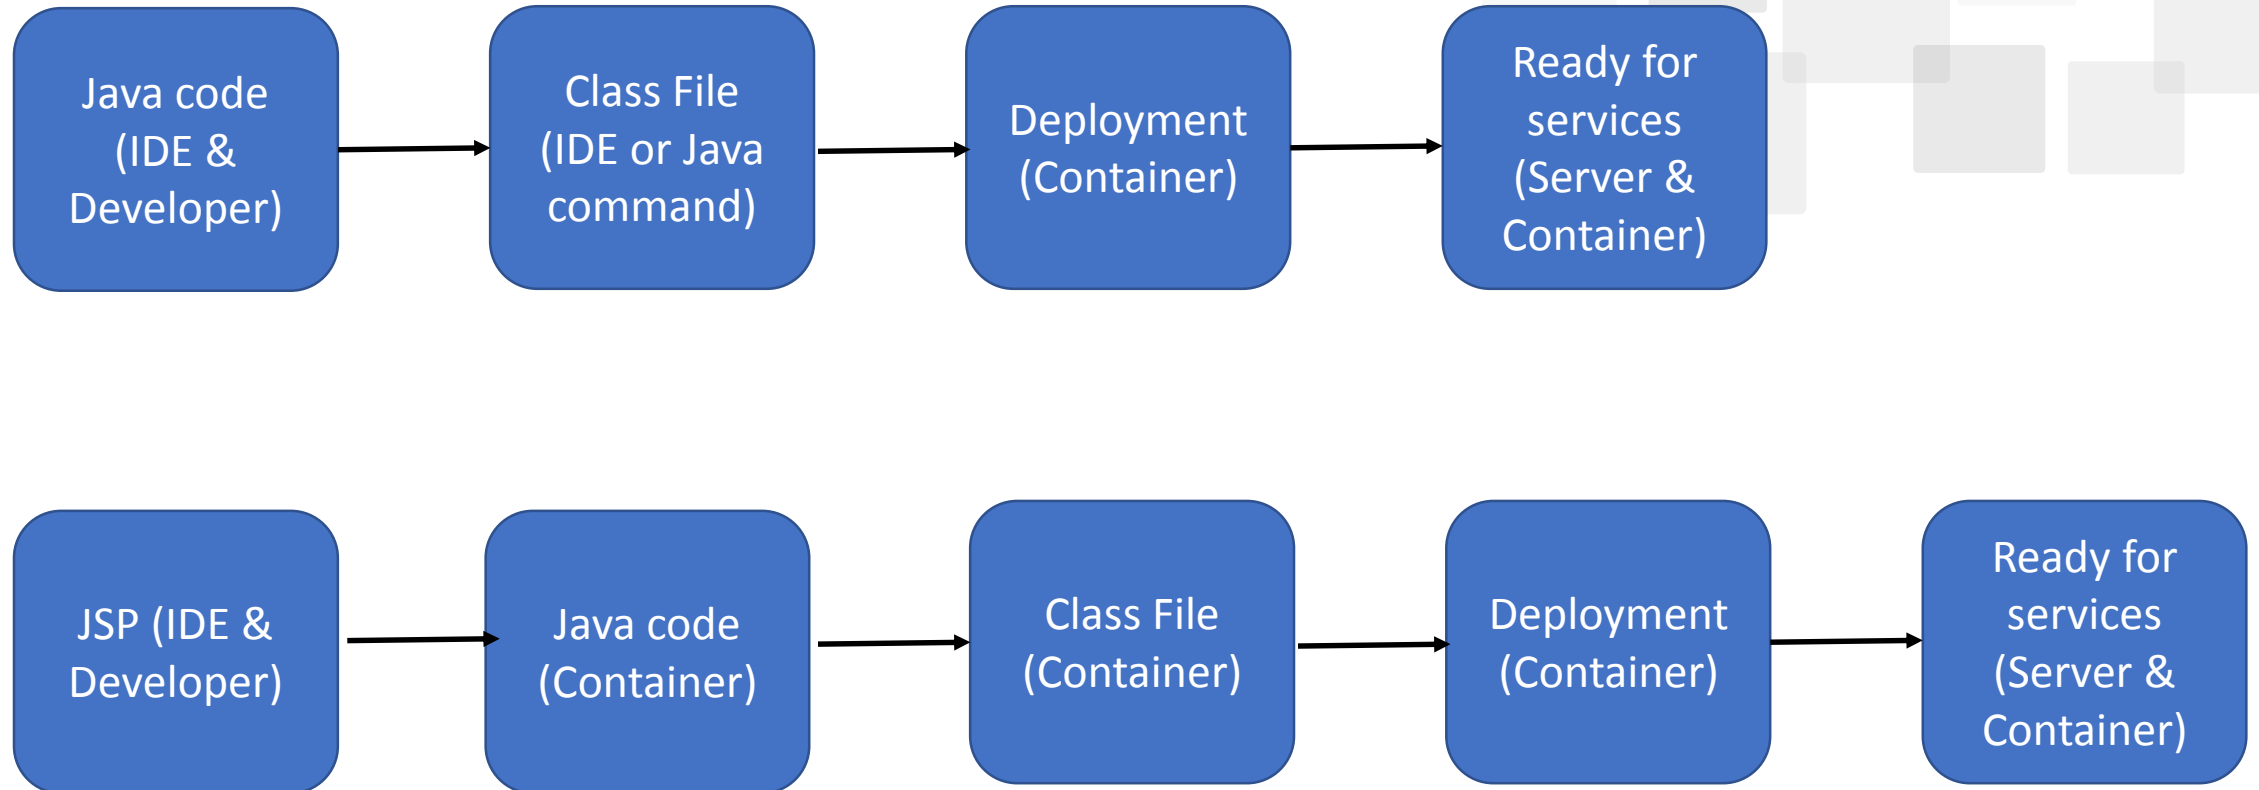 Java code
(IDE &
Developer)
Class File
(IDE or Java
command)
Deployment
(Container)
Ready for
services
(Server &
Container)
JSP (IDE &
Developer)
Java code
(Container)
Class File
(Container)
Deployment
(Container)
Ready for
services
(Server &
Container)